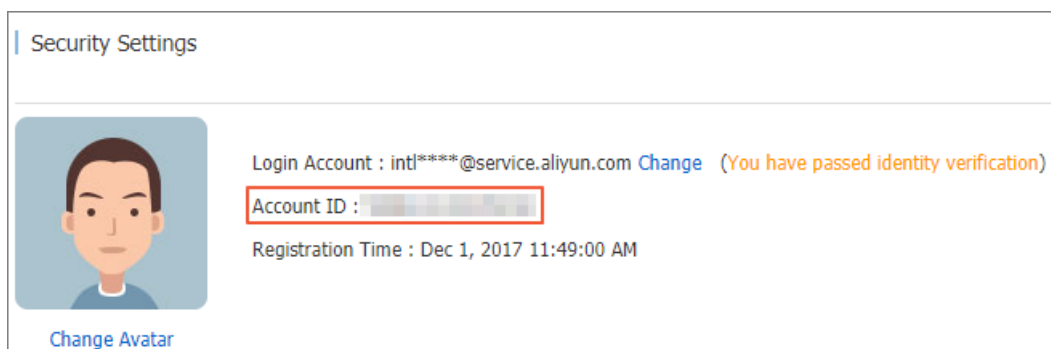 Security Settings
Login Account : intl****@service.aliyun.com Change (You have passed identity verification)
Account ID :
Registration Time : Dec 1, 2017 11:49:00 AM
Change Avatar